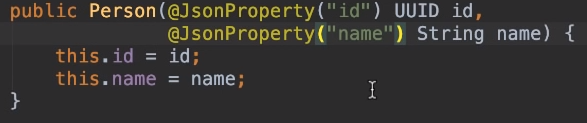 public Person(@JsonProperty("id") UUID id,
@JsonProperty("name") String name) {
this.id = id;
this.name = name;
}